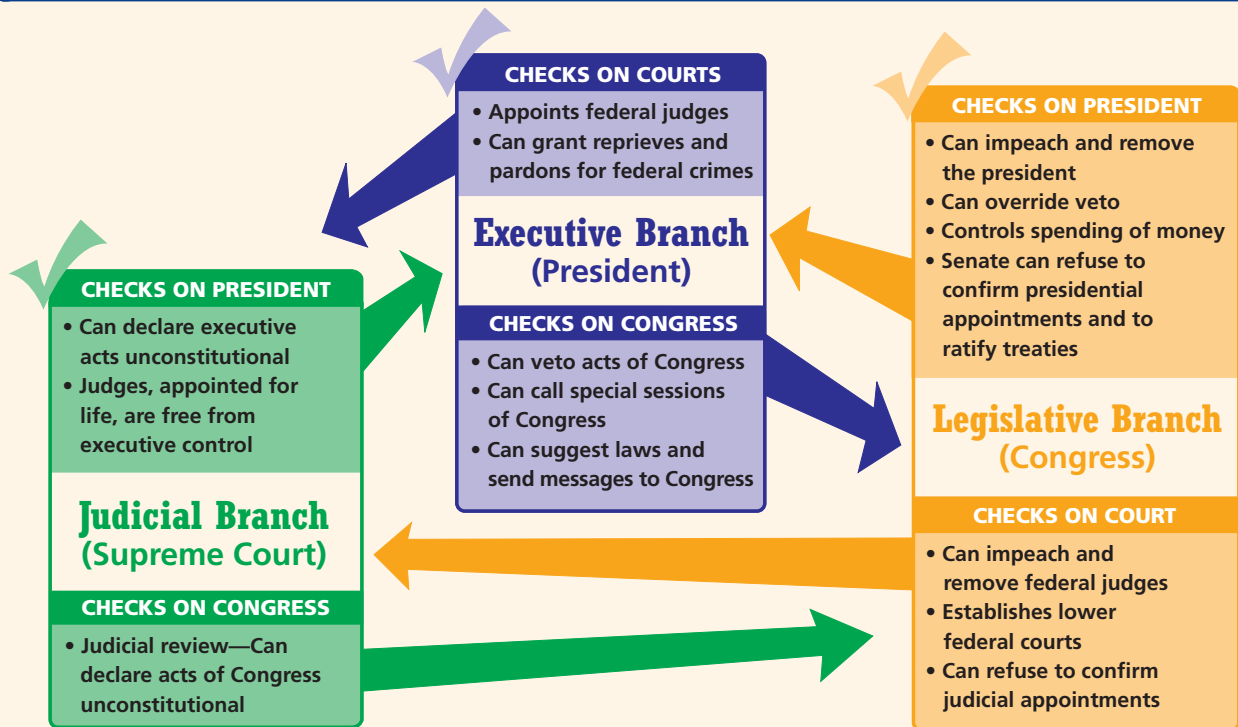 CHECKS ON COURTS
• Appoints federal judges
• Can grant reprieves and
pardons for federal crimes
Executive Branch
(President)
CHECKS ON CONGRESS
• Can veto acts of Congress
• Can call special sessions
of Congress
• Can suggest laws and
send messages to Congress
CHECKS ON PRESIDENT
• Can impeach and remove
the president
• Can override veto
• Controls spending of money
• Senate can refuse to
confirm presidential
appointments and to
ratify treaties
Legislative Branch
(Congress)
CHECKS ON COURT
• Can impeach and
remove federal judges
• Establishes lower
federal courts
• Can refuse to confirm
judicial appointments
CHECKS ON PRESIDENT
• Can declare executive
acts unconstitutional
• Judges, appointed for
life, are free from
executive control
Judicial Branch
(Supreme Court)
CHECKS ON CONGRESS
• Judicial review—Can
declare acts of Congress
unconstitutional